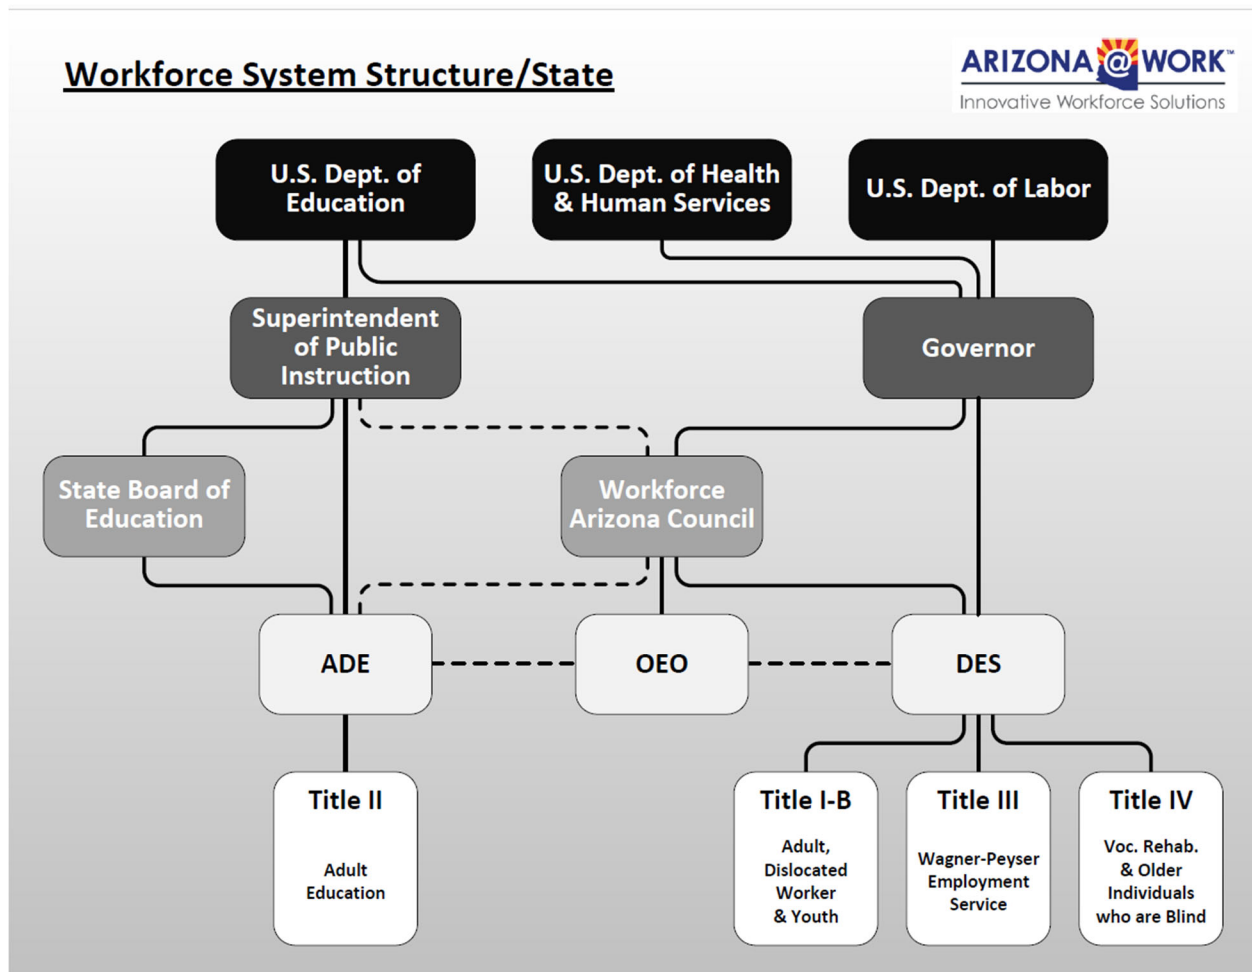 Workforce System Structure/State
ARIZONA @ WORK™
Innovative Workforce Solutions
U.S. Dept. of
Education
U.S. Dept. of Health
& Human Services
U.S. Dept. of Labor
Superintendent
of Public
Instruction
Governor
State Board of
Education
Workforce
Arizona Council
ADE
OEO
DES
Title II
Adult
Education
Title I-B
Adult,
Dislocated
Worker
& Youth
Title III
Wagner-Peyser
Employment
Service
Title IV
Voc. Rehab.
& Older
Individuals
who are Blind